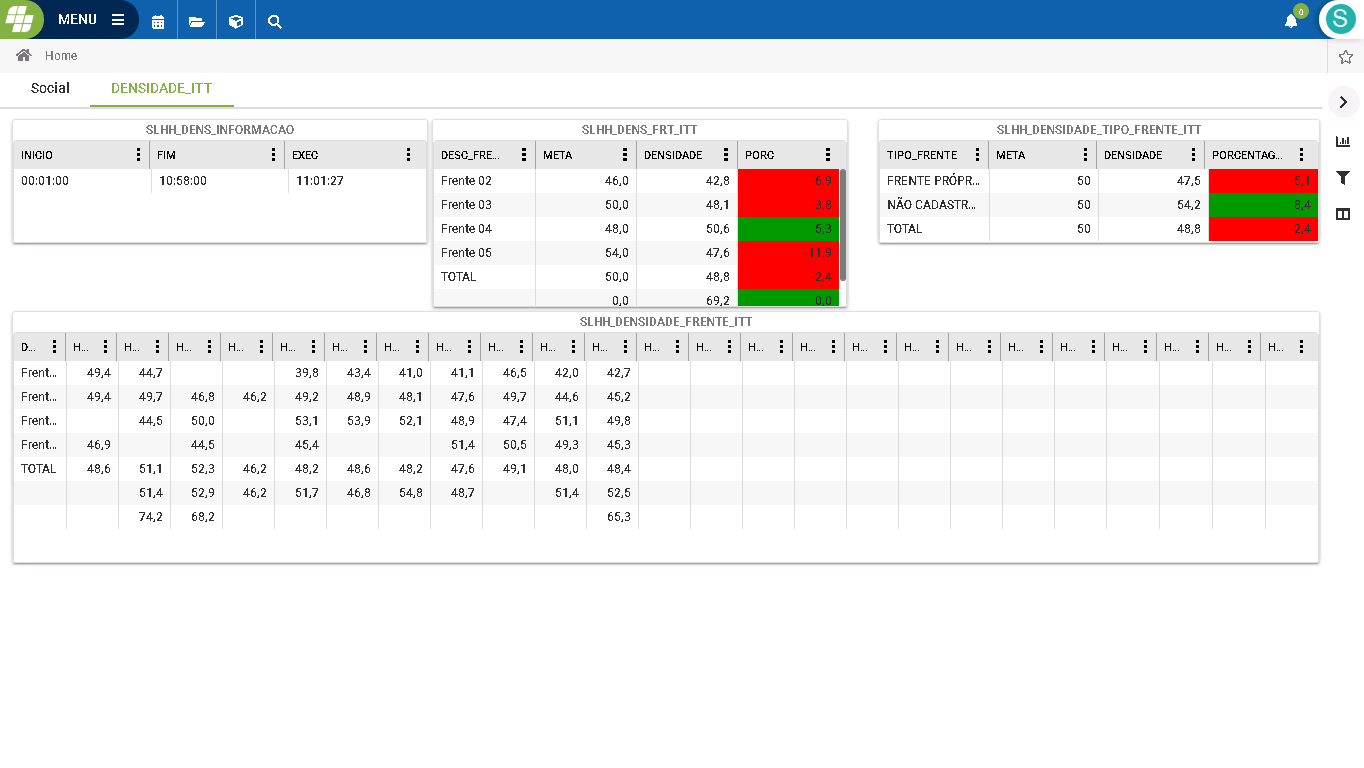 MENU
0
S
Home
Social DENSIDADE_ITT
SLHH_DENS_INFORMACAO
INICIO FIM EXEC
00:01:00 10:58:00 11:01:27
SLHH_DENS_FRT_ITT
DESC_FRE... META DENSIDADE PORC
Frente 02 46,0 42,8 -6,9
Frente 03 50,0 48,1 -3,8
Frente 04 48,0 50,6 5,3
Frente 05 54,0 47,6 -11,9
TOTAL 50,0 48,8 -2,4
0,0 69,2 0,0
SLHH_DENSIDADE_TIPO_FRENTE_ITT
TIPO_FRENTE META DENSIDADE PORCENTAG...
FRENTE PRÓPR... 50 47,5 -5,1
NÃO CADASTR... 50 54,2 8,4
TOTAL 50 48,8 -2,4
SLHH_DENSIDADE_FRENTE_ITT
D... H... H... H... H... H... H... H... H... H... H... H... H... H... H... H... H... H... H... H... H... H... H... H... H...
Frent... 49,4 44,7 39,8 43,4 41,0 41,1 46,5 42,0 42,7
Frent... 49,4 49,7 46,8 46,2 49,2 48,9 48,1 47,6 49,7 44,6 45,2
Frent... 44,5 50,0 53,1 53,9 52,1 48,9 47,4 51,1 49,8
Frent... 46,9 44,5 45,4 51,4 50,5 49,3 45,3
TOTAL 48,6 51,1 52,3 46,2 48,2 48,6 48,2 47,6 49,1 48,0 48,4
51,4 52,9 46,2 51,7 46,8 54,8 48,7 51,4 52,5
74,2 68,2 65,3